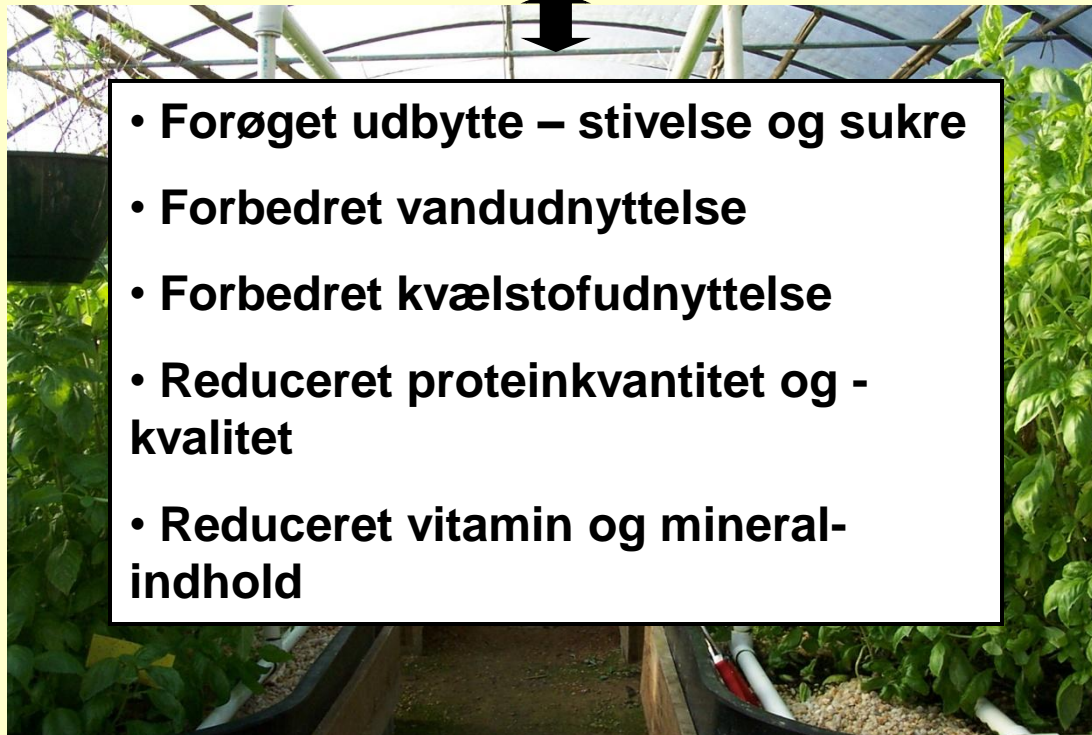 • Forøget udbytte – stivelse og sukre
• Forbedret vandudnyttelse
• Forbedret kvælstofudnyttelse
• Reduceret proteinkvantitet og -
kvalitet
• Reduceret vitamin og mineral-
indhold